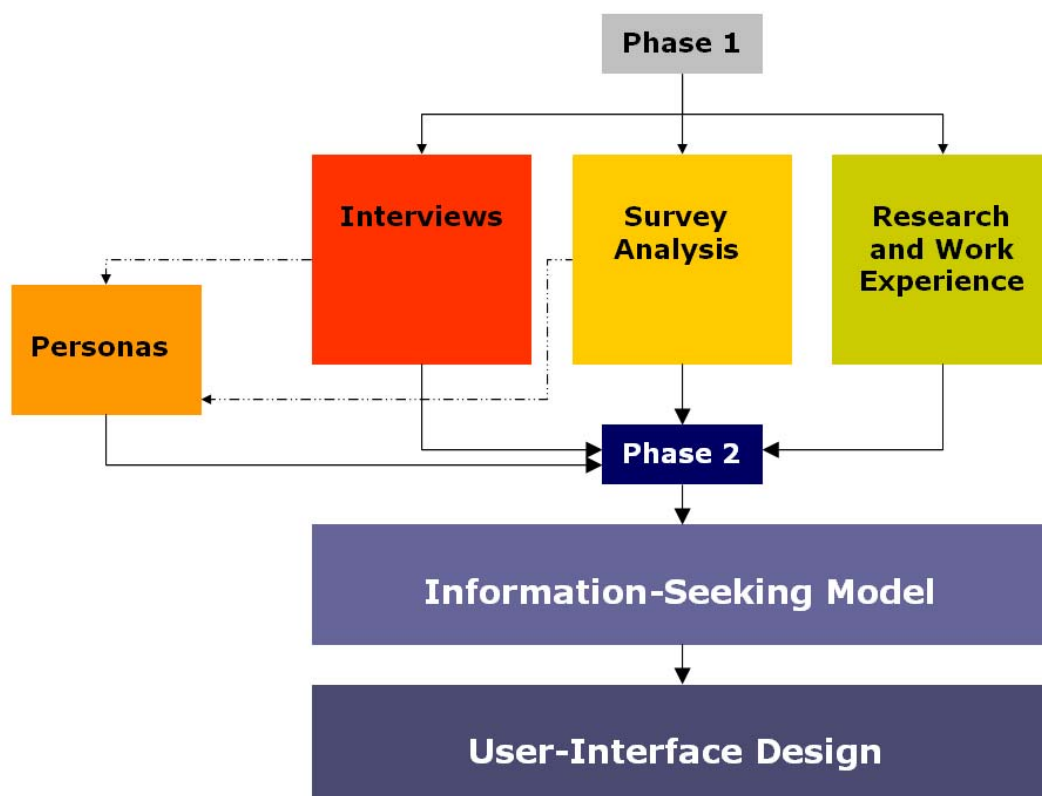 Phase 1
Interviews
Survey
Analysis
Research
and Work
Experience
Personas
Phase 2
Information-Seeking Model
User-Interface Design